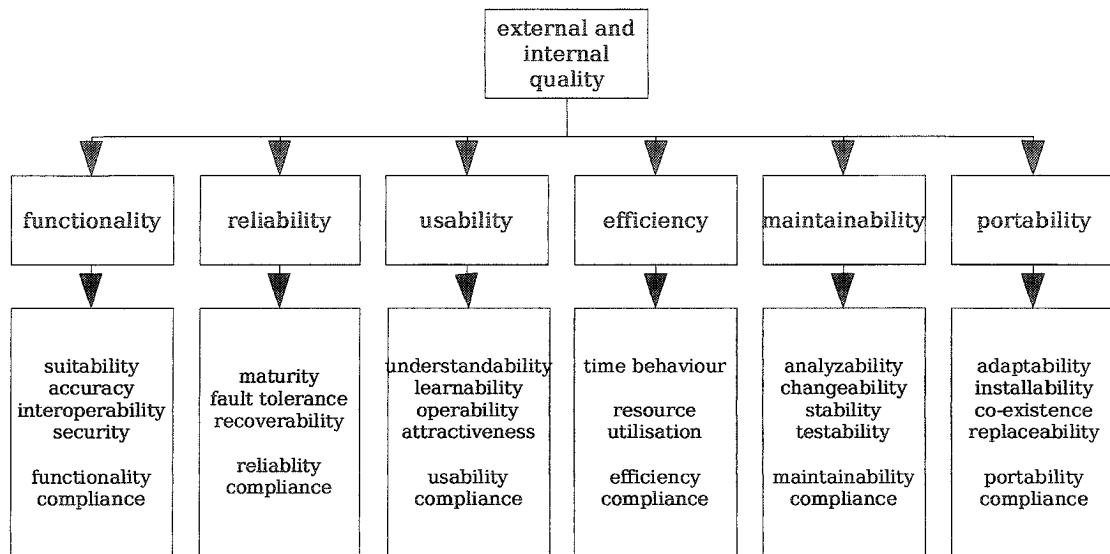 external and
internal
quality
functionality
reliability
usability
efficiency
maintainability
portability
suitability
accuracy
interoperability
security
functionality
compliance
maturity
fault tolerance
recoverability
reliablity
compliance
understandability
learnability
operability
attractiveness
usability
compliance
time behaviour
resource
utilisation
efficiency
compliance
analyzability
changeability
stability
testability
maintainability
compliance
adaptability
installability
co-existence
replaceability
portability
compliance